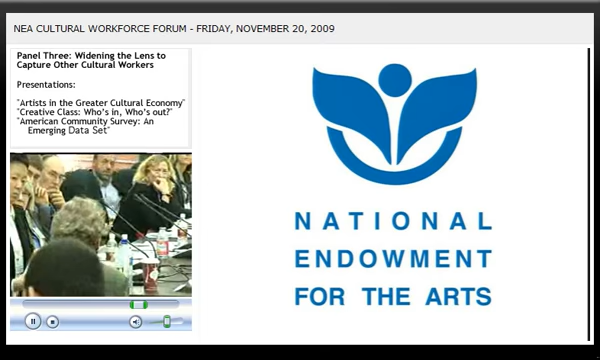 NEA CULTURAL WORKFORCE FORUM - FRIDAY, NOVEMBER 20, 2009
Panel Three: Widening the Lens to
Capture Other Cultural Workers
Presentations:
"Artists in the Greater Cultural Economy"
"Creative Class: Who's in, Who's out?"
"American Community Survey: An
Emerging Data Set"
NATIONAL
ENDOWMENT
FOR THE ARTS